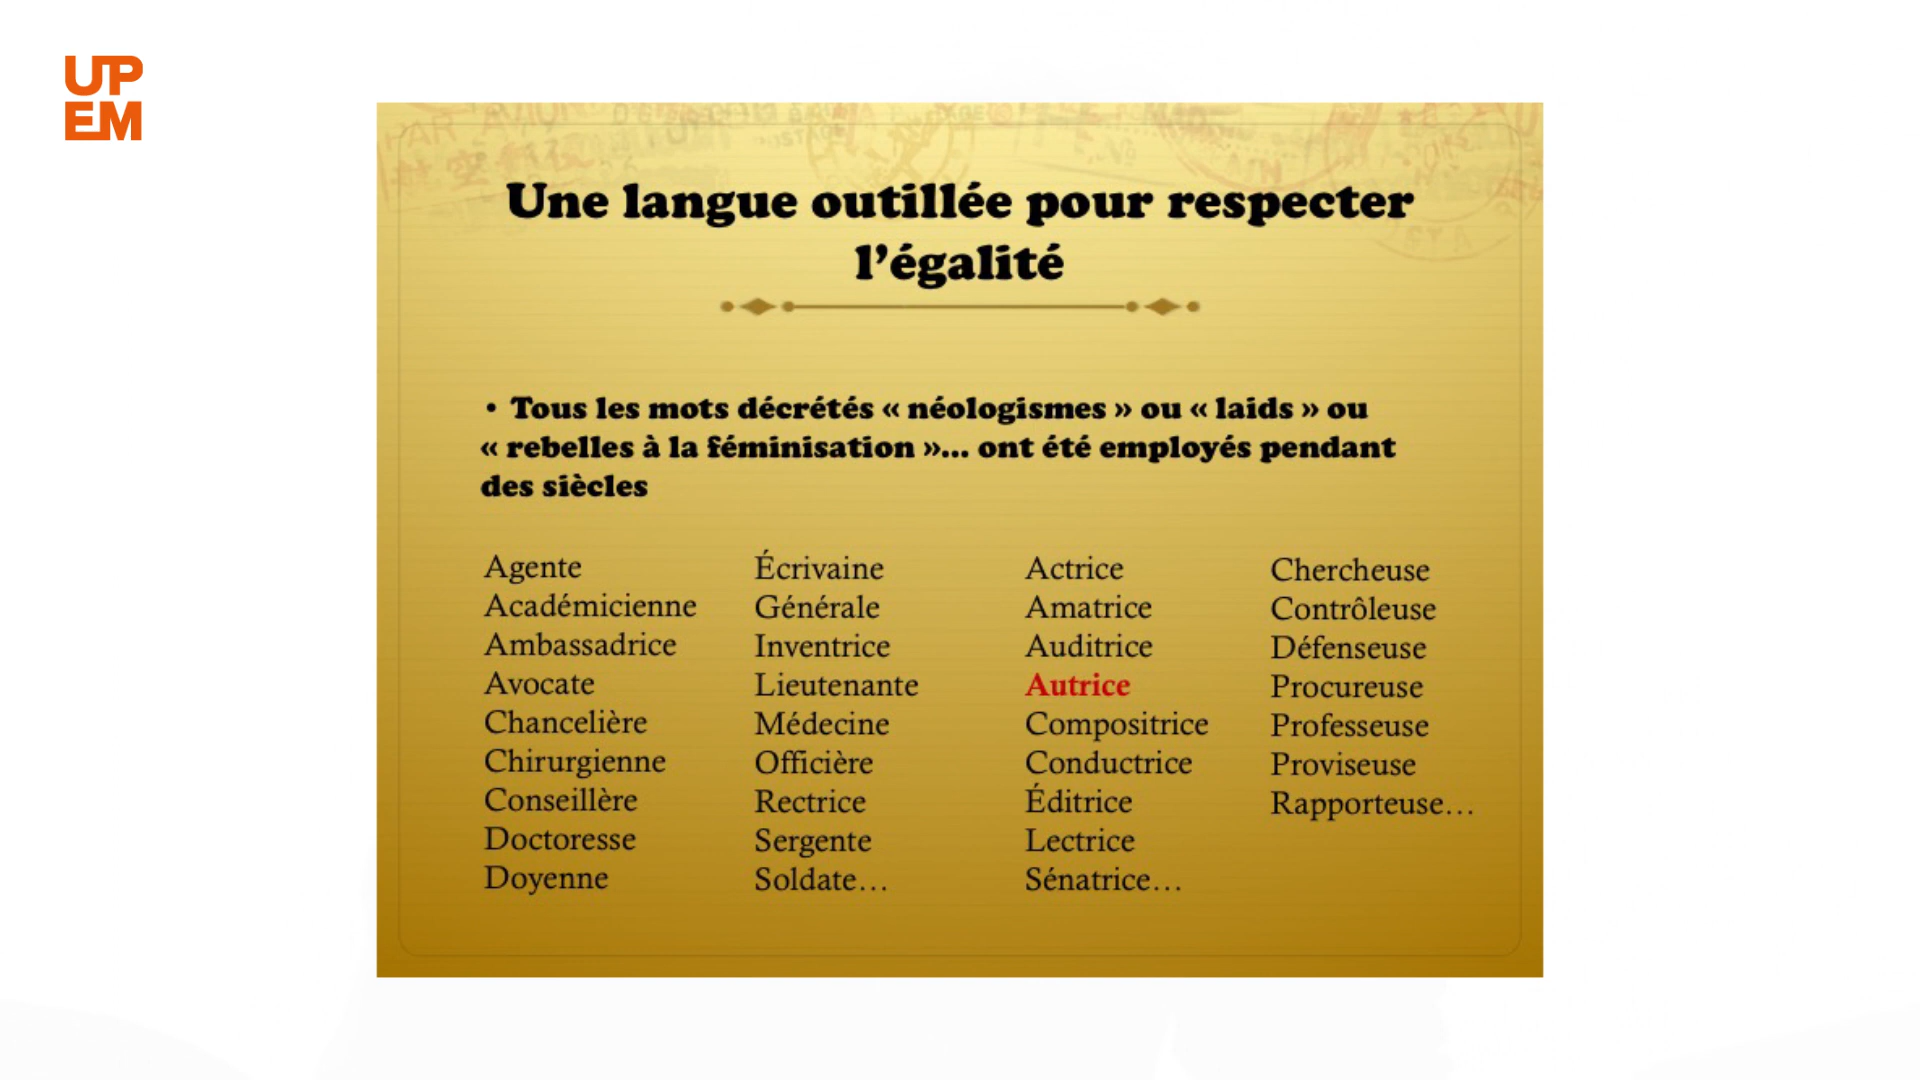 UP
EM
PAR AVION
Une langue outillée pour respecter
l’égalité
• Tous les mots décrétés « néologismes » ou « laids » ou
« rebelles à la féminisation »... ont été employés pendant
des siècles
Agente
Académicienne
Ambassadrice
Avocate
Chancelière
Chirurgienne
Conseillère
Doctoresse
Doyenne
Écrivaine
Générale
Inventrice
Lieutenante
Médecine
Officière
Rectrice
Sergente
Soldate…
Actrice
Amatrice
Auditrice
Autrice
Compositrice
Conductrice
Éditrice
Lectrice
Sénatrice…
Chercheuse
Contrôleuse
Défenseuse
Procureuse
Professeuse
Proviseuse
Rapporteuse…